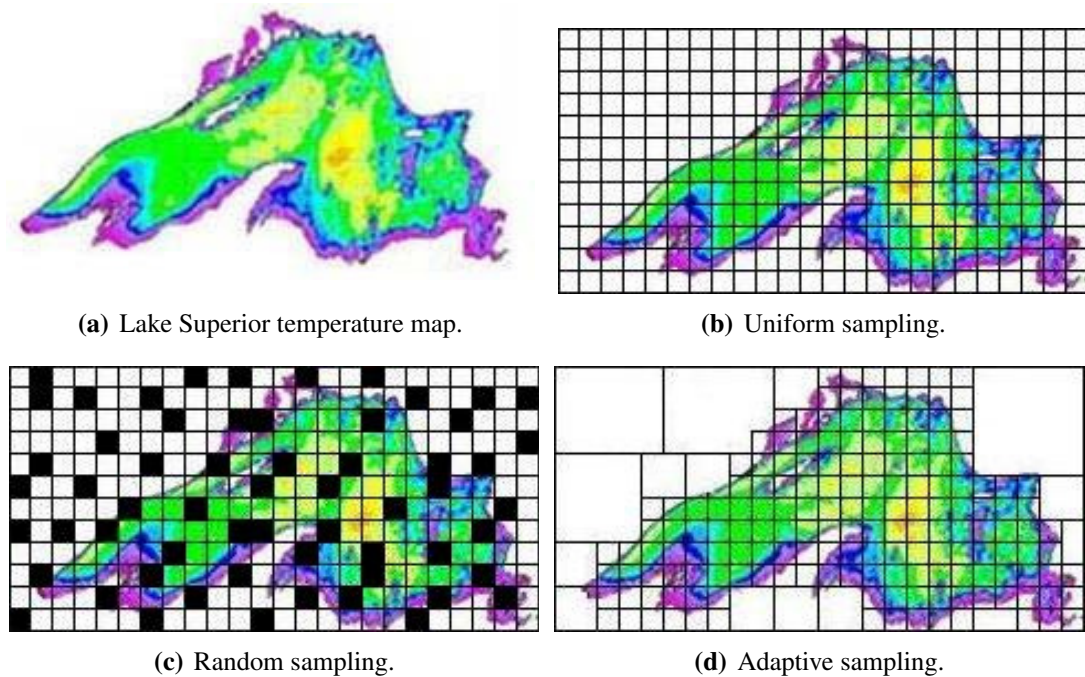 (a) Lake Superior temperature map.
(b) Uniform sampling.
(c) Random sampling.
(d) Adaptive sampling.